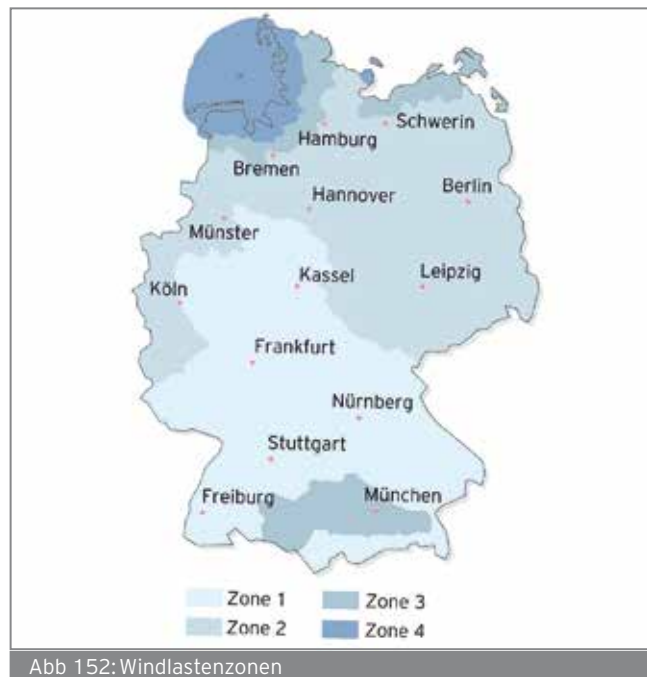 Schwerin
Hamburg
Bremen
Berlin
Hannover
Münster
Kassel
Leipzig
Köln
Frankfurt
Nürnberg
Stuttgart
Freiburg
München
Zone 1
Zone 3
Zone 2
Zone 4
Abb 152: Windlastenzonen